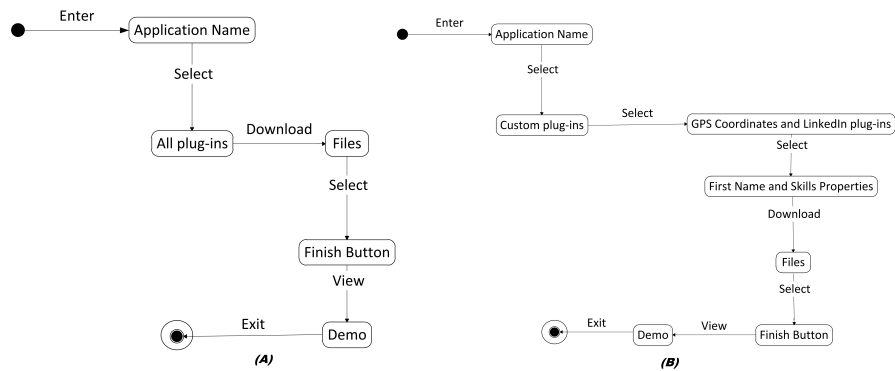 Enter
Application Name
Select
All plug-ins
Download
Files
Select
Finish Button
View
Demo
Exit
(A)
Enter
Application Name
Select
Custom plug-ins
Select
GPS Coordinates and LinkedIn plug-ins
Select
First Name and Skills Properties
Download
Files
Select
Finish Button
View
Demo
Exit
(B)